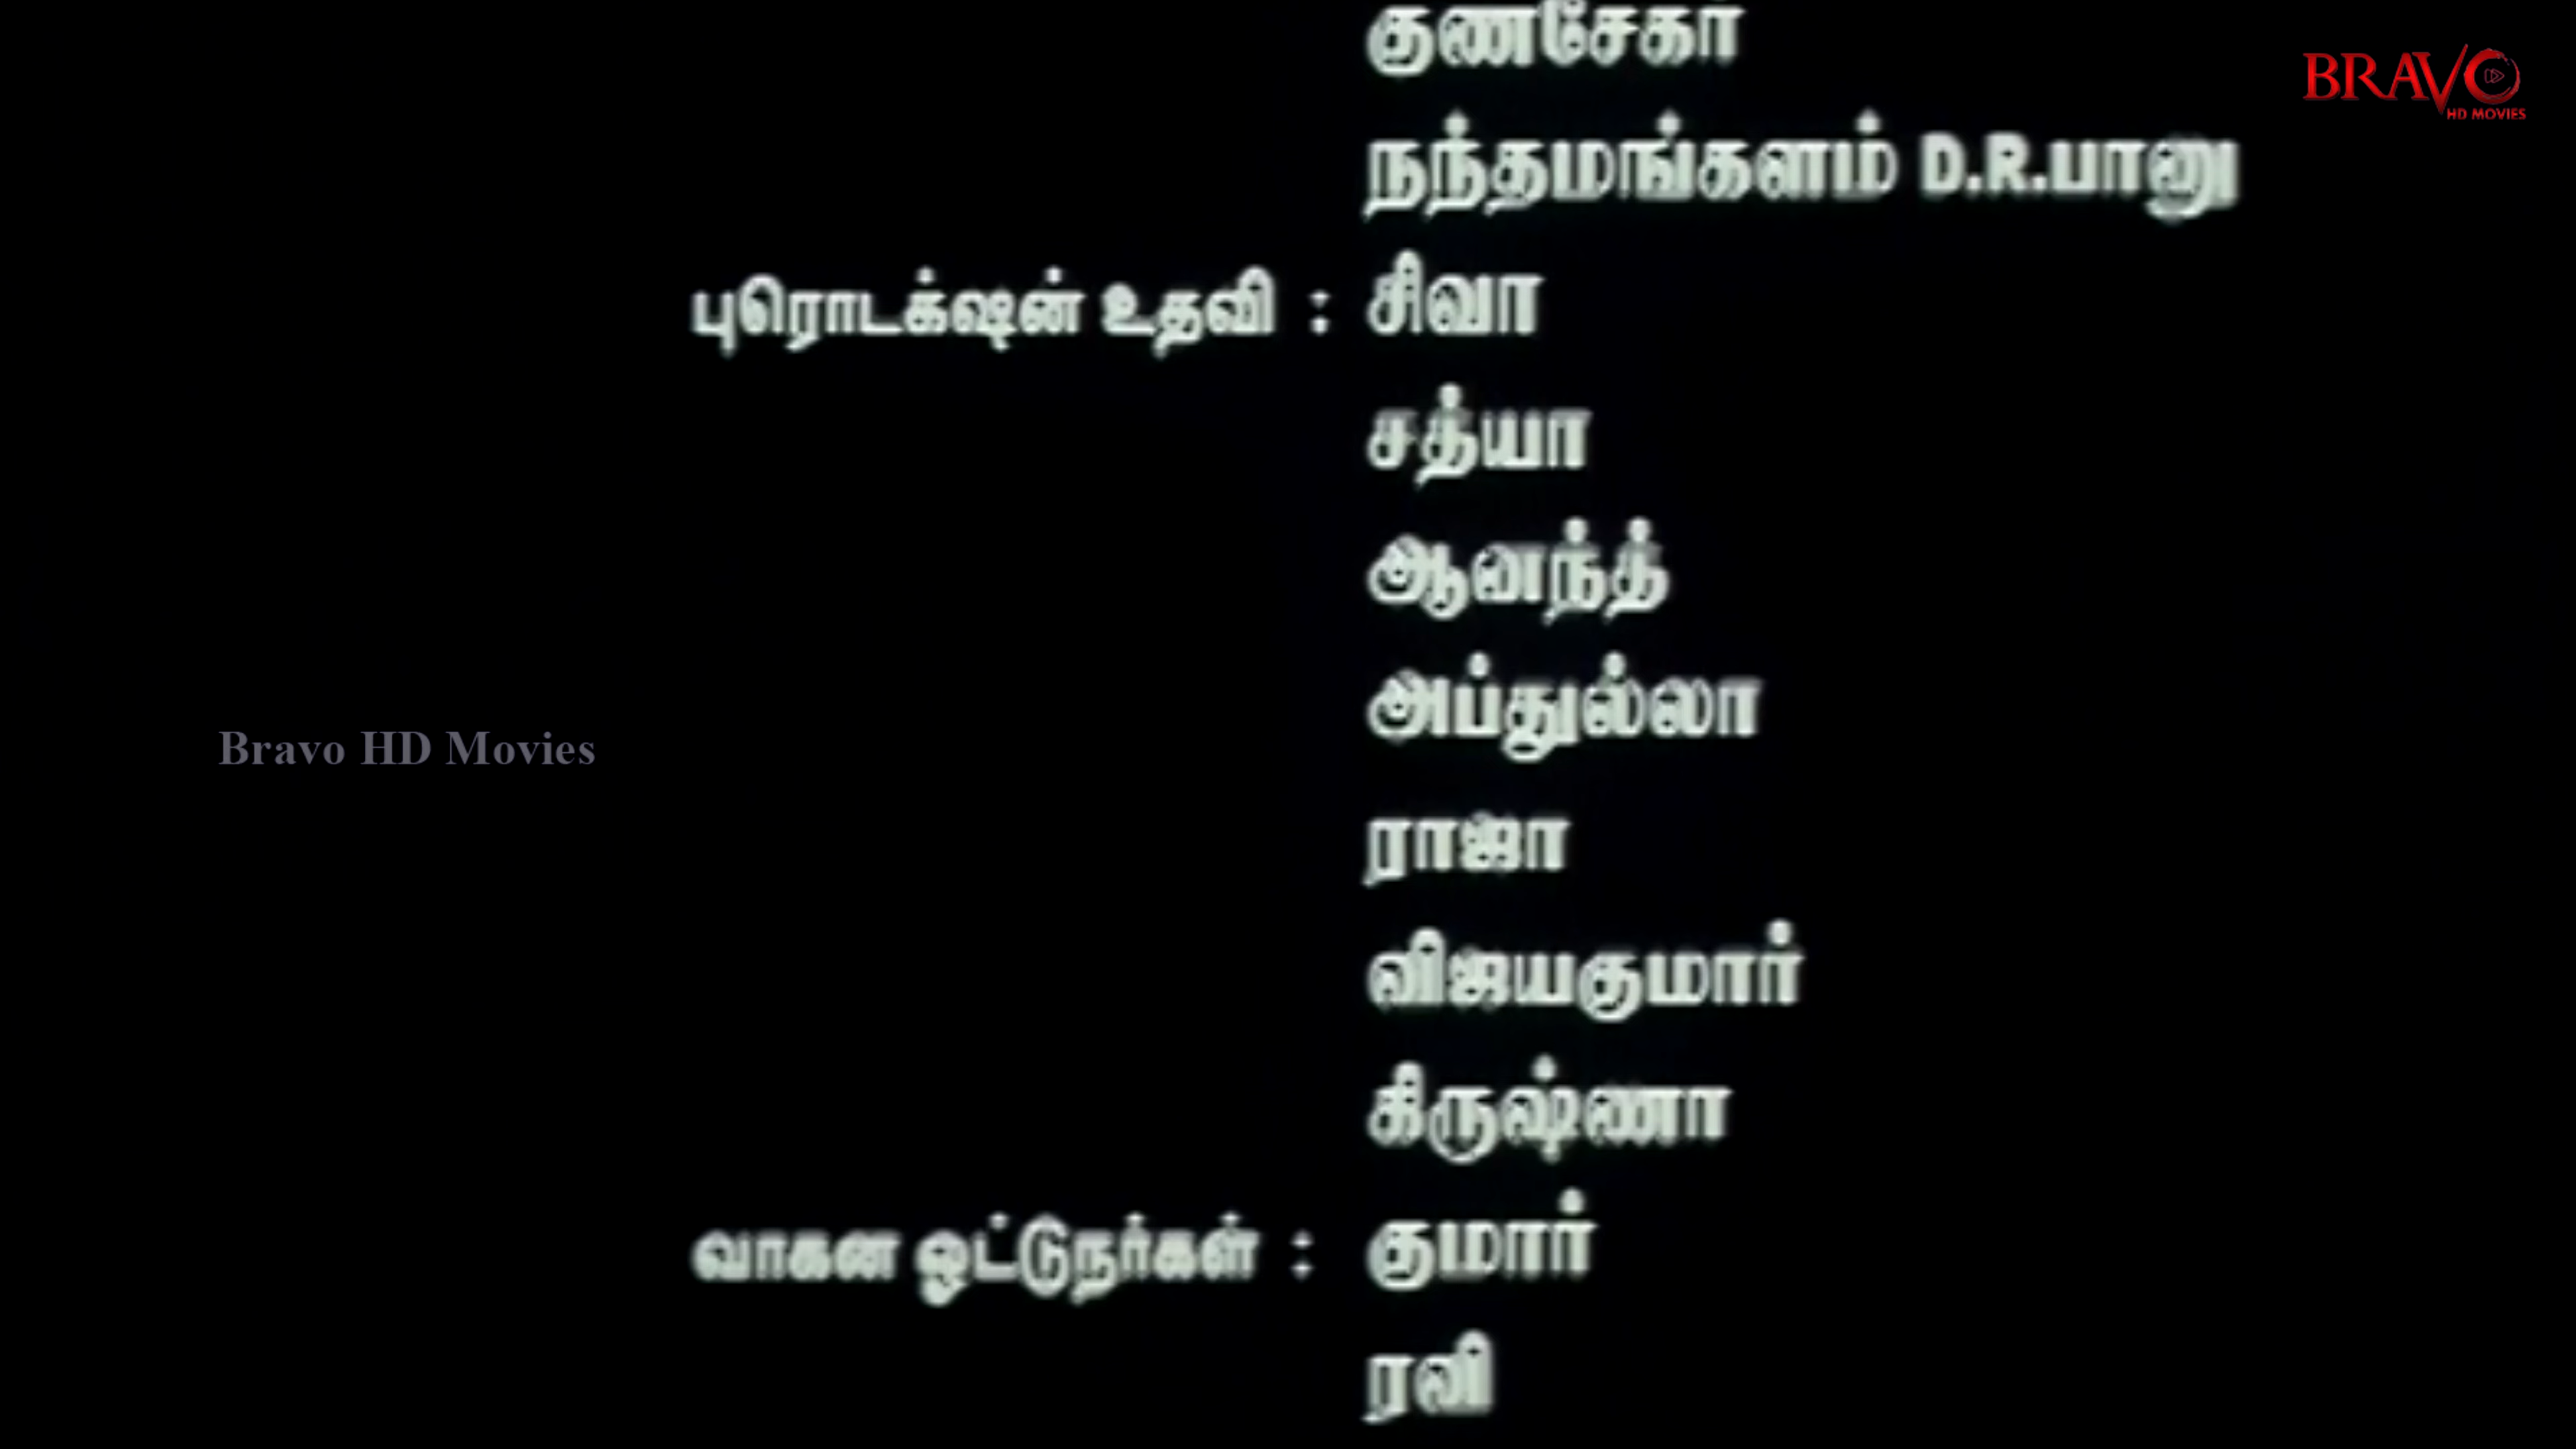 குணசேகர்
BRAVO
HD MOVIES
நந்தமங்களம் D.R.பானு
புரொடக்ஷன் உதவி : சிவா
சத்யா
ஆனந்த்
அப்துல்லா
Bravo HD Movies
ராஜா
விஜயகுமார்
கிருஷ்ணா
வாகன ஓட்டுநர்கள் : குமார்
ரவி